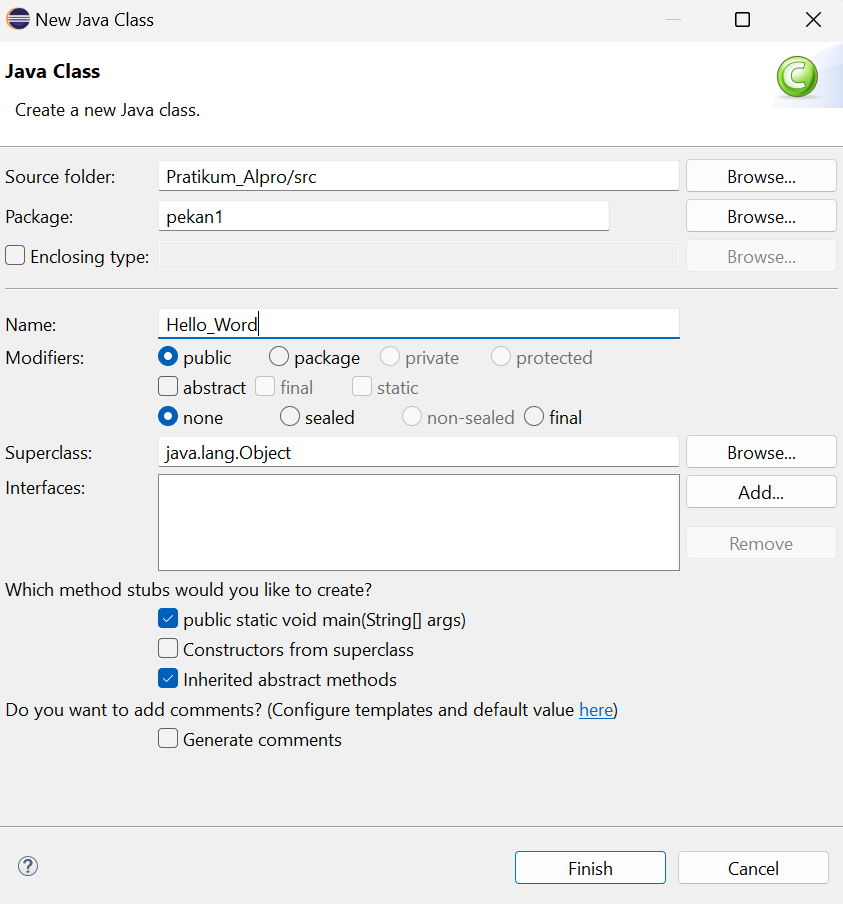 New Java Class
Java Class
Create a new Java class.
Source folder: Pratikum_Alpro/src Browse...
Package: pekan1 Browse...
Enclosing type: Browse...
Name: Hello_Word
Modifiers: public package private protected
abstract final static
none sealed non-sealed final
Superclass: java.lang.Object Browse...
Interfaces: Add...
Remove
Which method stubs would you like to create?
public static void main(String[] args)
Constructors from superclass
Inherited abstract methods
Do you want to add comments? (Configure templates and default value here)
Generate comments
? Finish Cancel